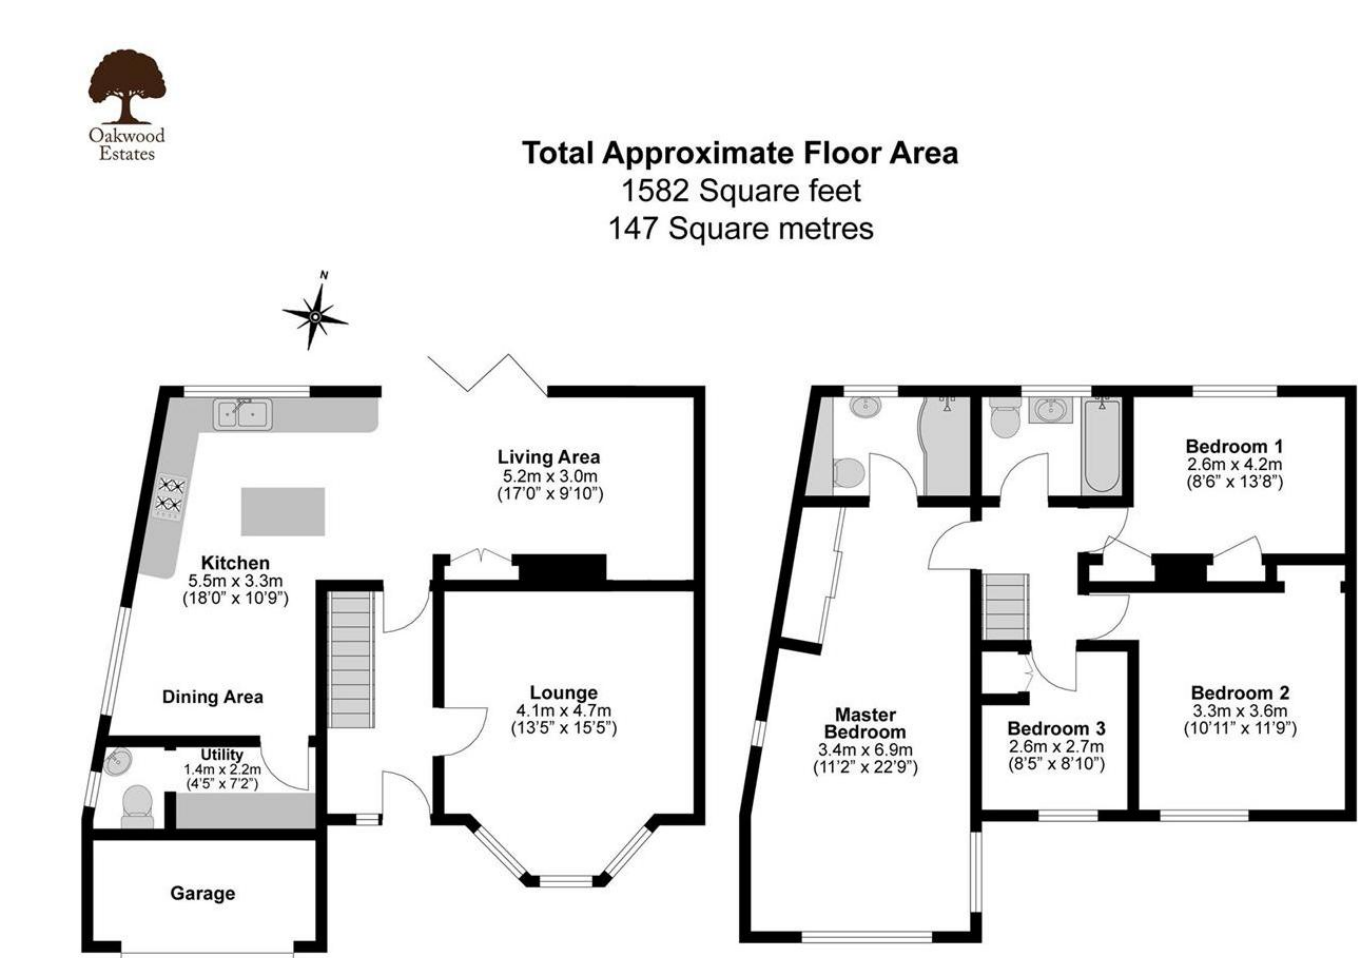 Oakwood
Estates
Total Approximate Floor Area
1582 Square feet
147 Square metres
N
Living Area
5.2m x 3.0m
(17'0" x 9'10")
Kitchen
5.5m x 3.3m
(18'0" x 10'9")
Dining Area
Utility
1.4m x 2.2m
(4'5" x 7'2")
Lounge
4.1m x 4.7m
(13'5" x 15'5")
Garage
Bedroom 1
2.6m x 4.2m
(8'6" x 13'8")
Master
Bedroom
3.4m x 6.9m
(11'2" x 22'9")
Bedroom 3
2.6m x 2.7m
(8'5" x 8'10")
Bedroom 2
3.3m x 3.6m
(10'11" x 11'9")